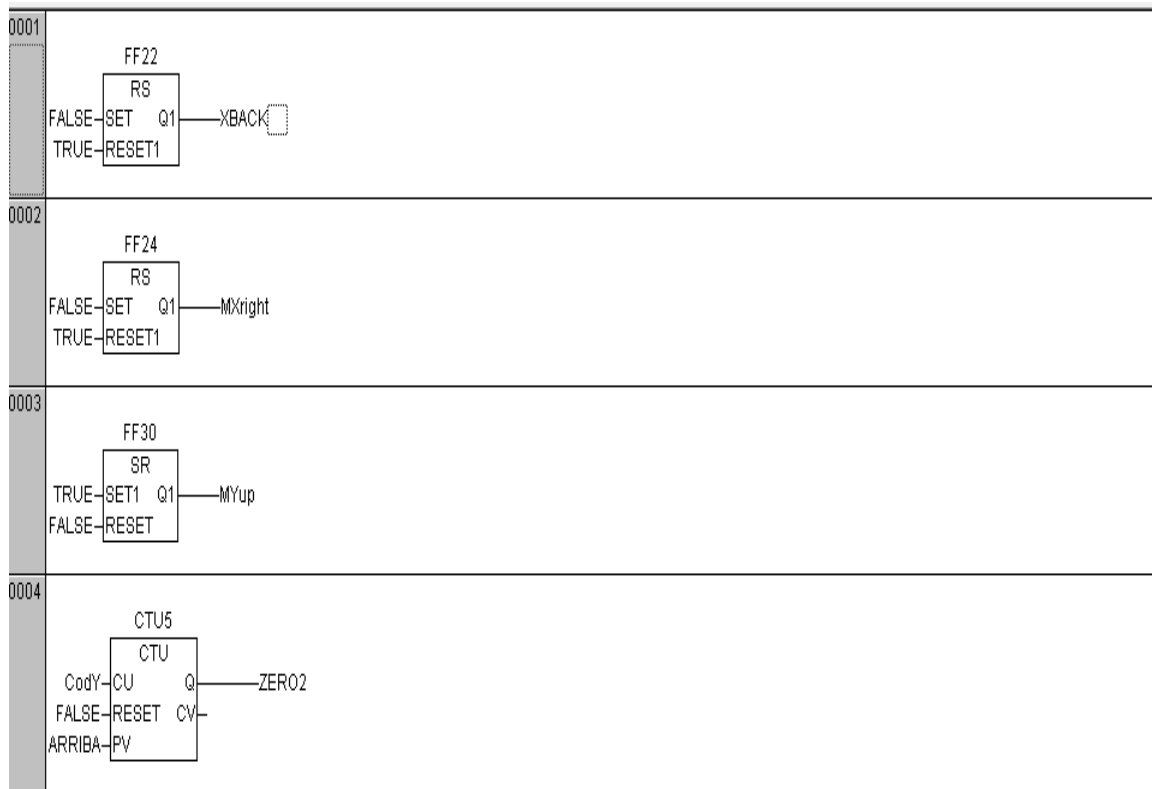 0001
FF22
RS
FALSE SET Q1 XBACK
TRUE RESET1
0002
FF24
RS
FALSE SET Q1 MXright
TRUE RESET1
0003
FF30
SR
TRUE SET1 Q1 MYup
FALSE RESET
0004
CTU5
CTU
CodY CU Q ZERO2
FALSE RESET CV
ARRIBA PV